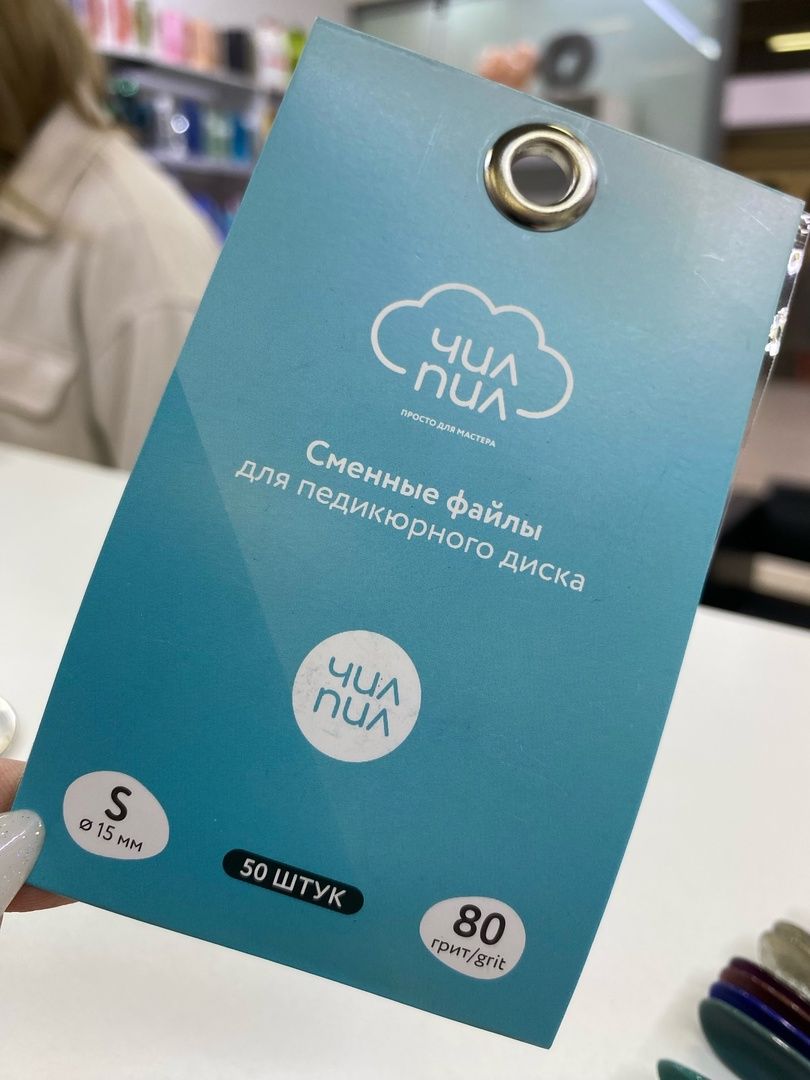 чил
пил
ПРОСТО ДЛЯ МАСТЕРА
Сменные файлы
для педикюрного диска
чил
пил
S
ø 15 мм
50 ШТУК
80
грит/grit